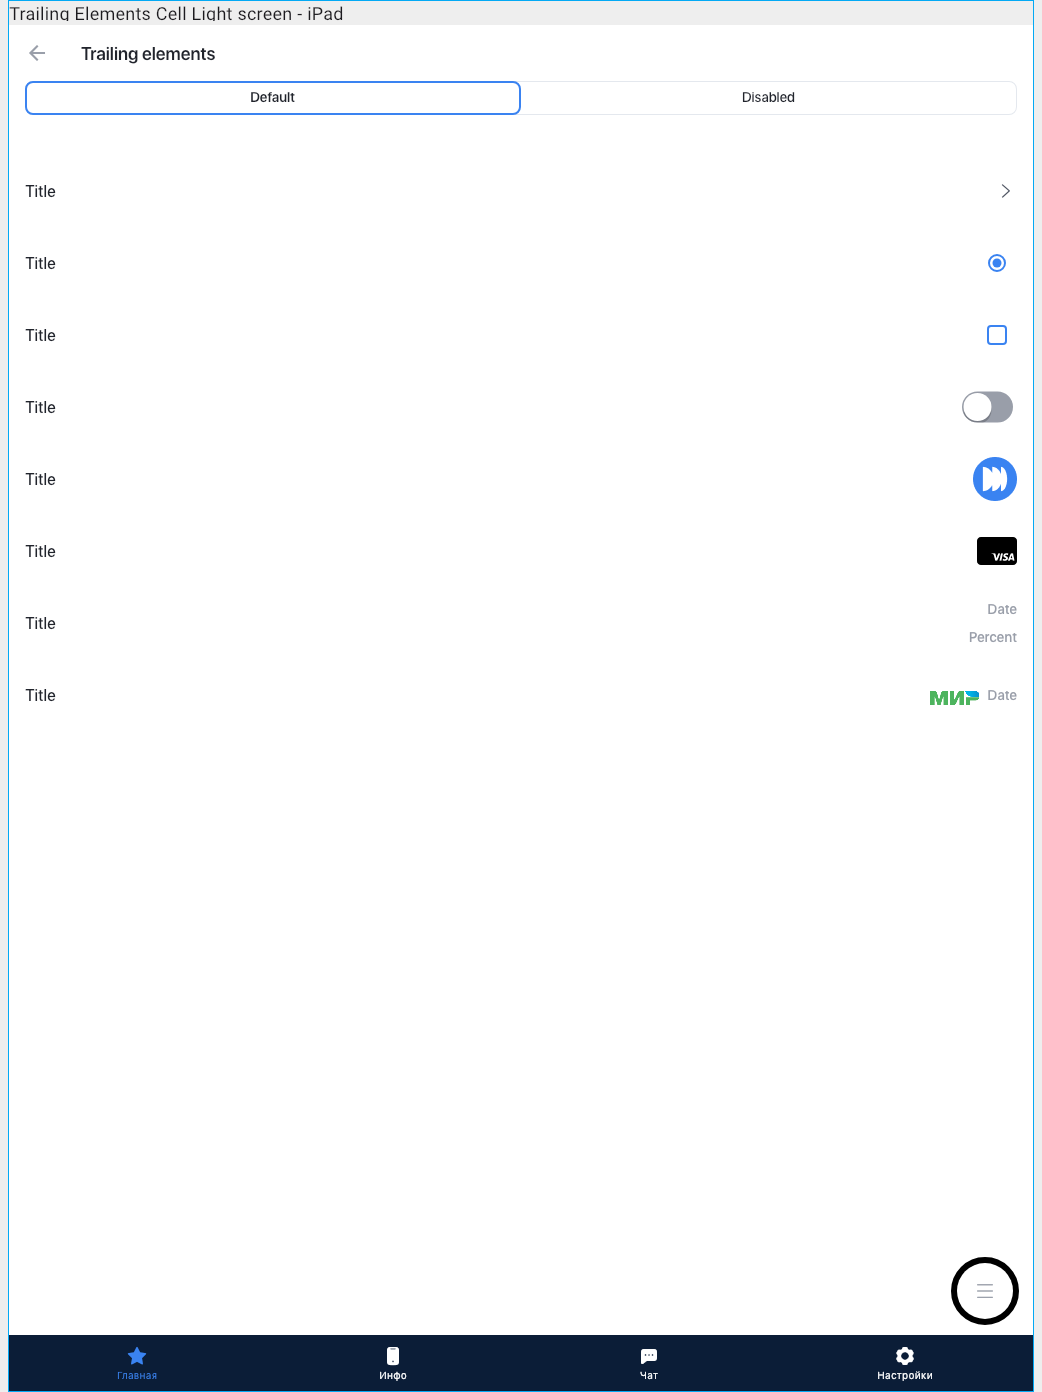 Trailing Elements Cell Light screen - iPad
Trailing elements
Default
Disabled
Title
Title
Title
Title
Title
Title
VISA
Title
Date
Percent
Title
МИР
Date
Главная
Инфо
Чат
Настройки